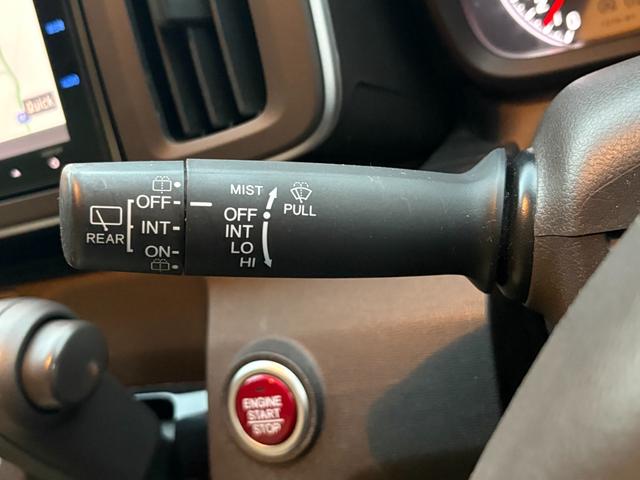 Quick
MIST
PULL
OFF
INT
LO
HI
OFF
INT
ON
REAR
ENGINE
START
STOP